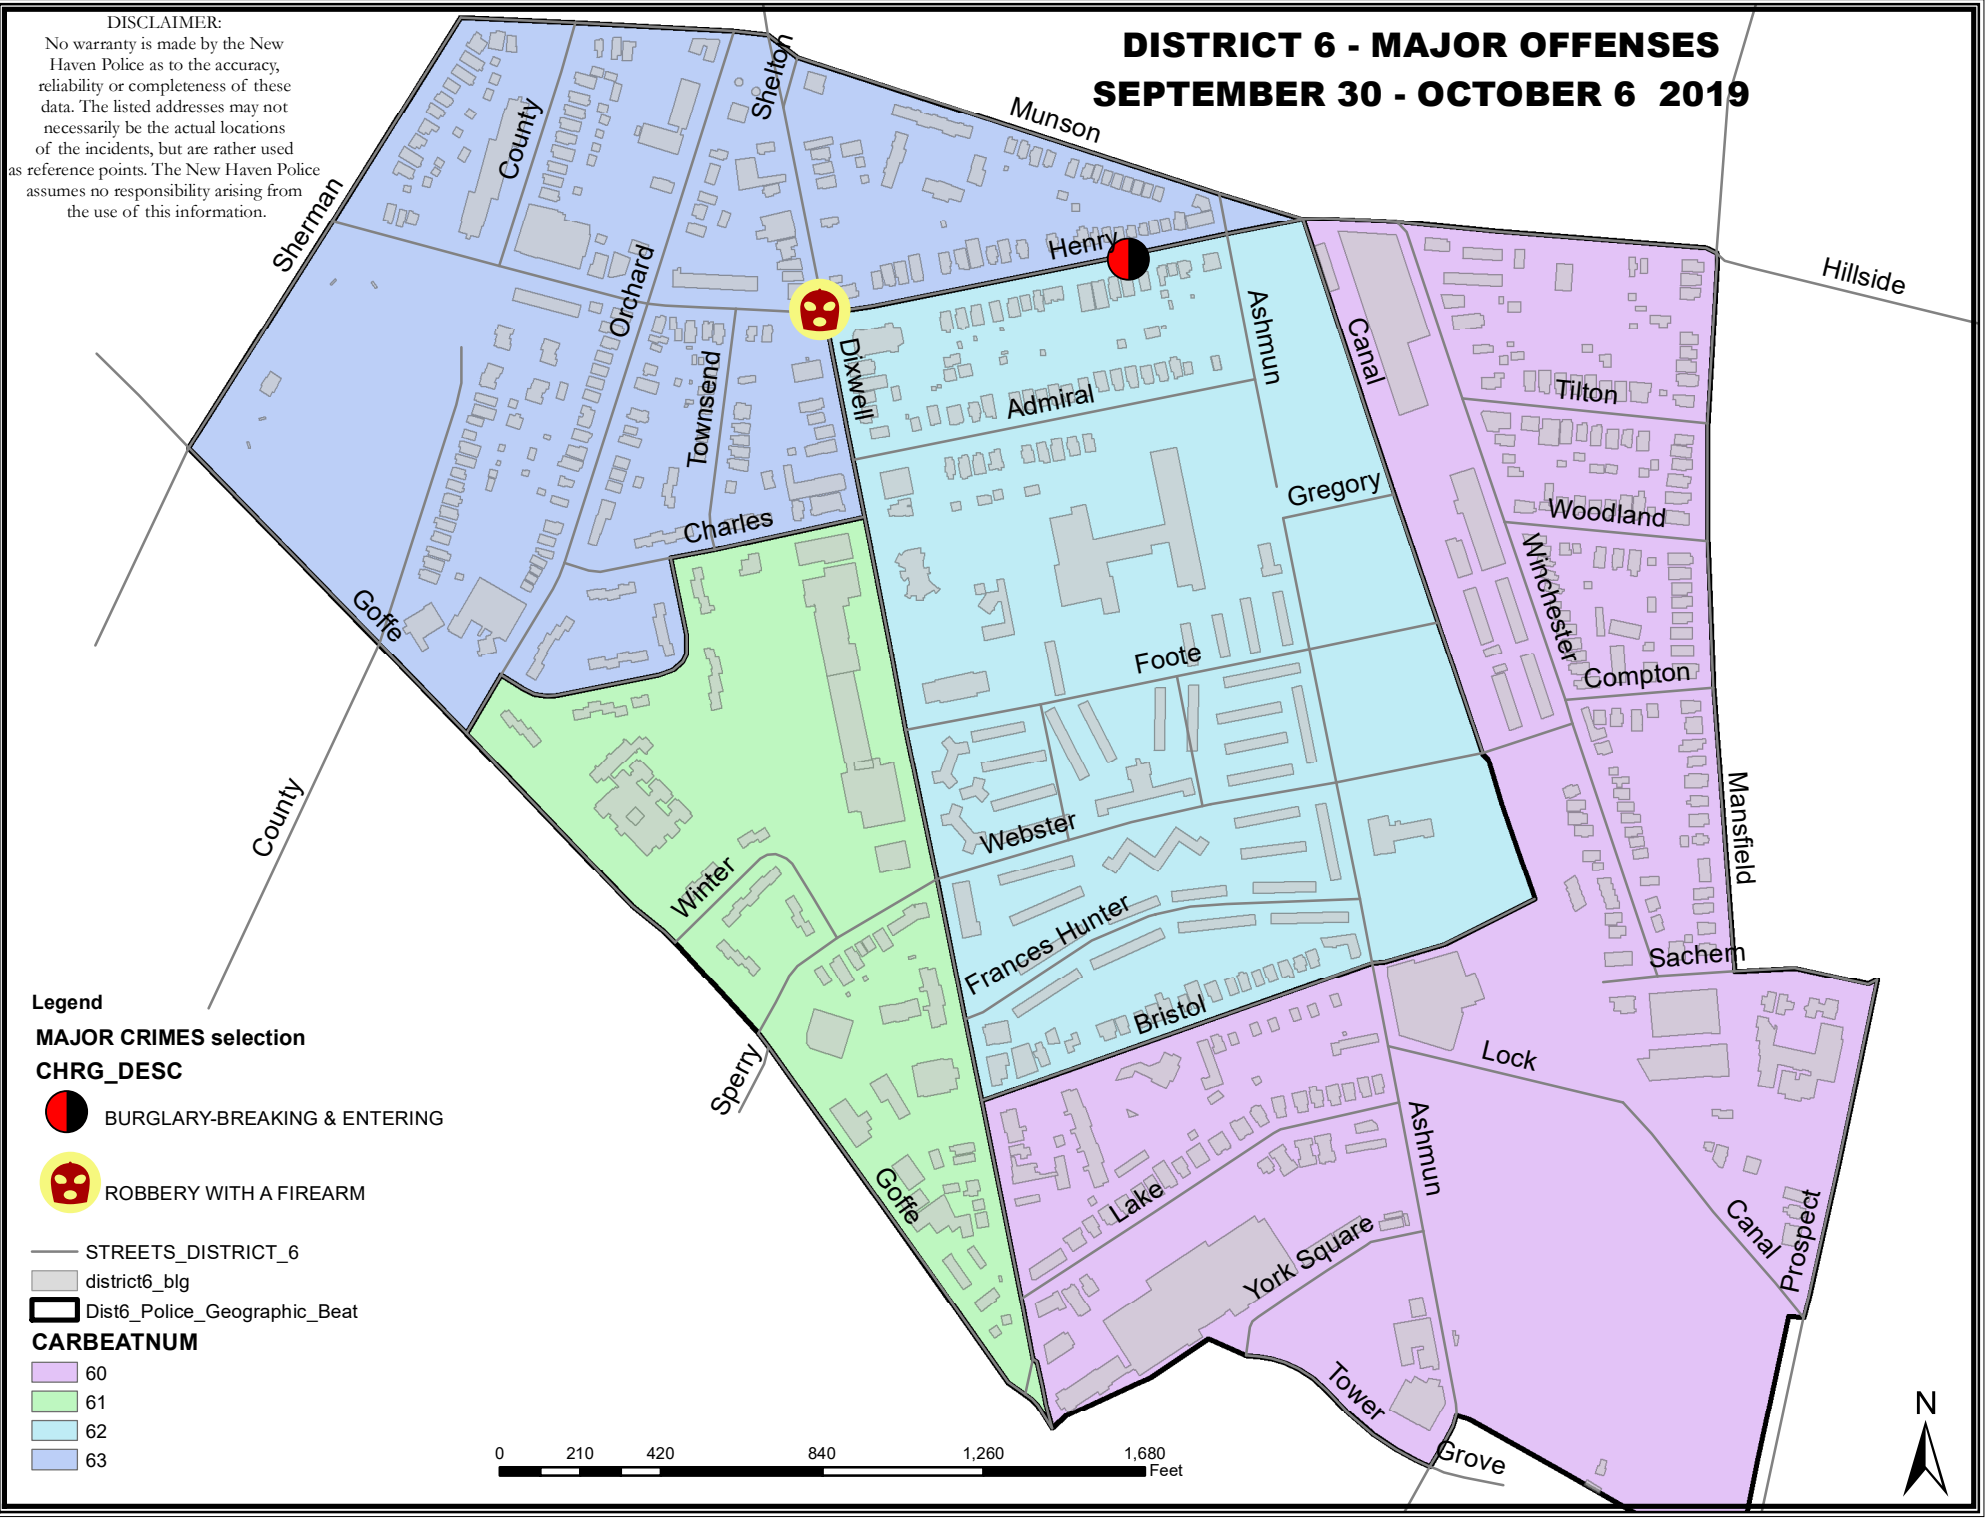 DISCLAIMER:
No warranty is made by the New
Haven Police as to the accuracy,
reliability or completeness of these
data. The listed addresses may not
necessarily be the actual locations
of the incidents, but are rather used
as reference points. The New Haven Police
assumes no responsibility arising from
the use of this information.
DISTRICT 6 - MAJOR OFFENSES
SEPTEMBER 30 - OCTOBER 6 2019
Shelton
Munson
County
Sherman
Henry
Hillside
Orchard
Ashmun
Canal
Townsend
Dixwell
Admiral
Tilton
Gregory
Woodland
Charles
Winchester
Goffe
Foote
Compton
County
Webster
Mansfield
Winter
Frances Hunter
Sachem
Bristol
Sperry
Lock
Ashmun
Goffe
Lake
York Square
Canal
Prospect
Tower
Grove
Legend
MAJOR CRIMES selection
CHRG_DESC
BURGLARY-BREAKING & ENTERING
ROBBERY WITH A FIREARM
STREETS_DISTRICT_6
district6_blg
Dist6_Police_Geographic_Beat
CARBEATNUM
60
61
62
63
0 210 420 840 1,260 1,680
Feet
N